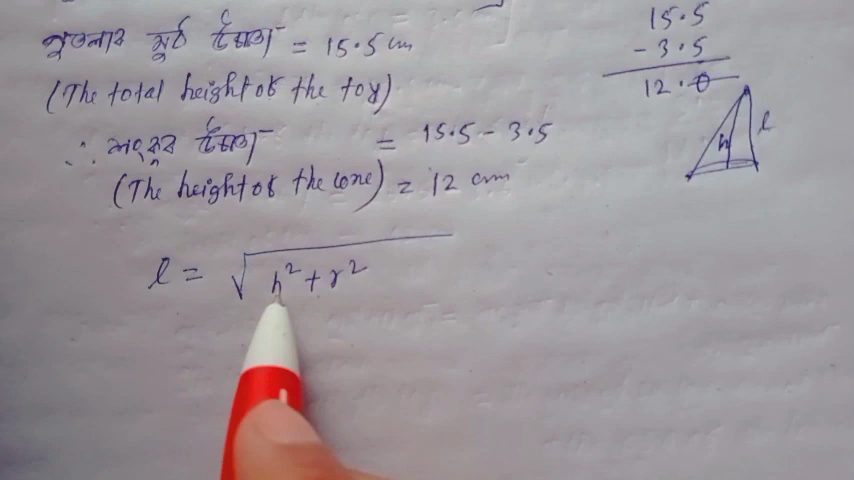 পুতলাৰ মুঠ উচ্চতা = 15.5 cm
(The total height of the toy)
∴ শংকুৰ উচ্চতা = 15.5 - 3.5
(The height of the cone) = 12 cm
l = √h² + r²
15.5
- 3.5
12.0
h
l